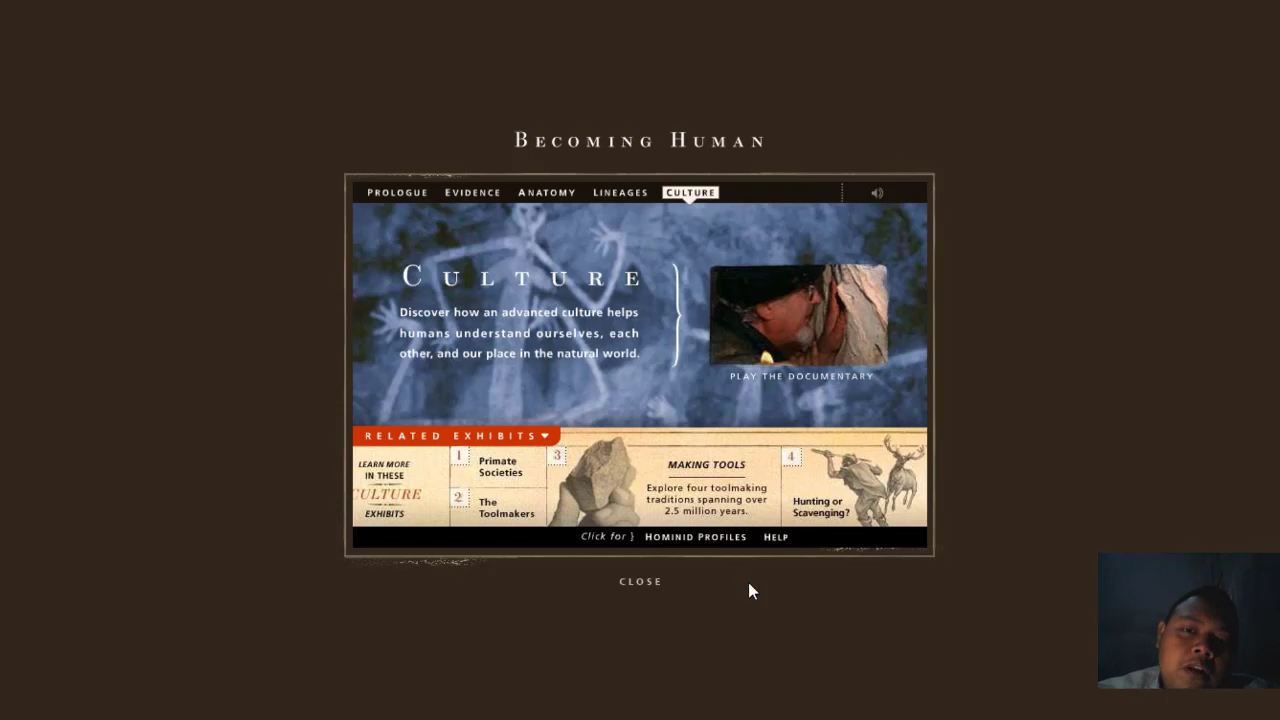 BECOMING HUMAN
PROLOGUE EVIDENCE ANATOMY LINEAGES CULTURE
CULTURE
Discover how an advanced culture helps
humans understand ourselves, each
other, and our place in the natural world.
PLAY THE DOCUMENTARY
RELATED EXHIBITS
LEARN MORE
IN THESE
CULTURE
EXHIBITS
1 Primate
Societies
2 The
Toolmakers
3 MAKING TOOLS
Explore four toolmaking
traditions spanning over
2.5 million years.
4 Hunting or
Scavenging?
Click for } HOMINID PROFILES HELP
CLOSE